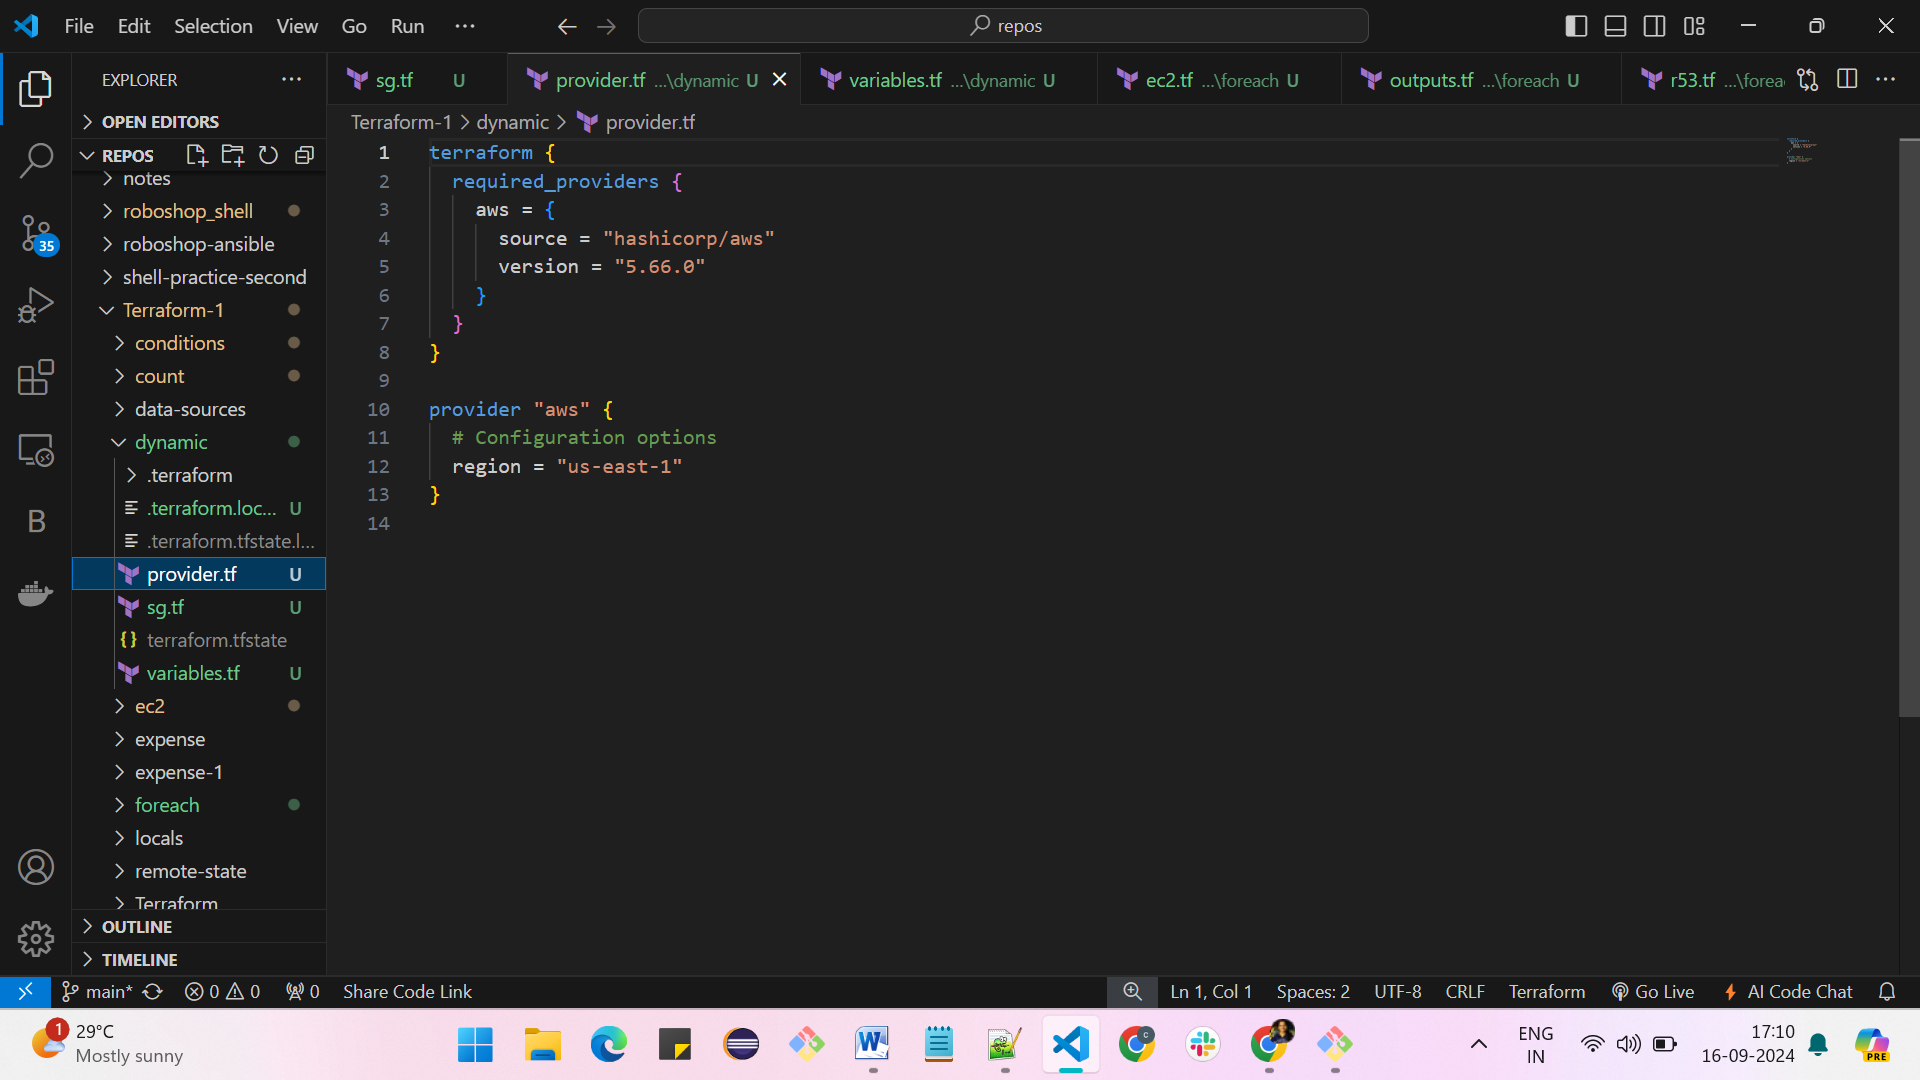 File Edit Selection View Go Run ··· repos
EXPLORER ···
OPEN EDITORS
REPOS
notes
roboshop_shell
roboshop-ansible
shell-practice-second
Terraform-1
conditions
count
data-sources
dynamic
.terraform
.terraform.loc... U
.terraform.tfstate.l...
provider.tf U
sg.tf U
{} terraform.tfstate
variables.tf U
ec2
expense
expense-1
foreach
locals
remote-state
Terraform
OUTLINE
TIMELINE
35
B
sg.tf U provider.tf ...\dynamic U variables.tf ...\dynamic U ec2.tf ...\foreach U outputs.tf ...\foreach U r53.tf ...\forea
Terraform-1 > dynamic > provider.tf
1 terraform {
2 required_providers {
3 aws = {
4 source = "hashicorp/aws"
5 version = "5.66.0"
6 }
7 }
8 }
9
10 provider "aws" {
11 # Configuration options
12 region = "us-east-1"
13 }
14
main* 0 0 0 Share Code Link Ln 1, Col 1 Spaces: 2 UTF-8 CRLF Terraform Go Live AI Code Chat
1 29°C
Mostly sunny
ENG
IN
17:10
16-09-2024
PRE